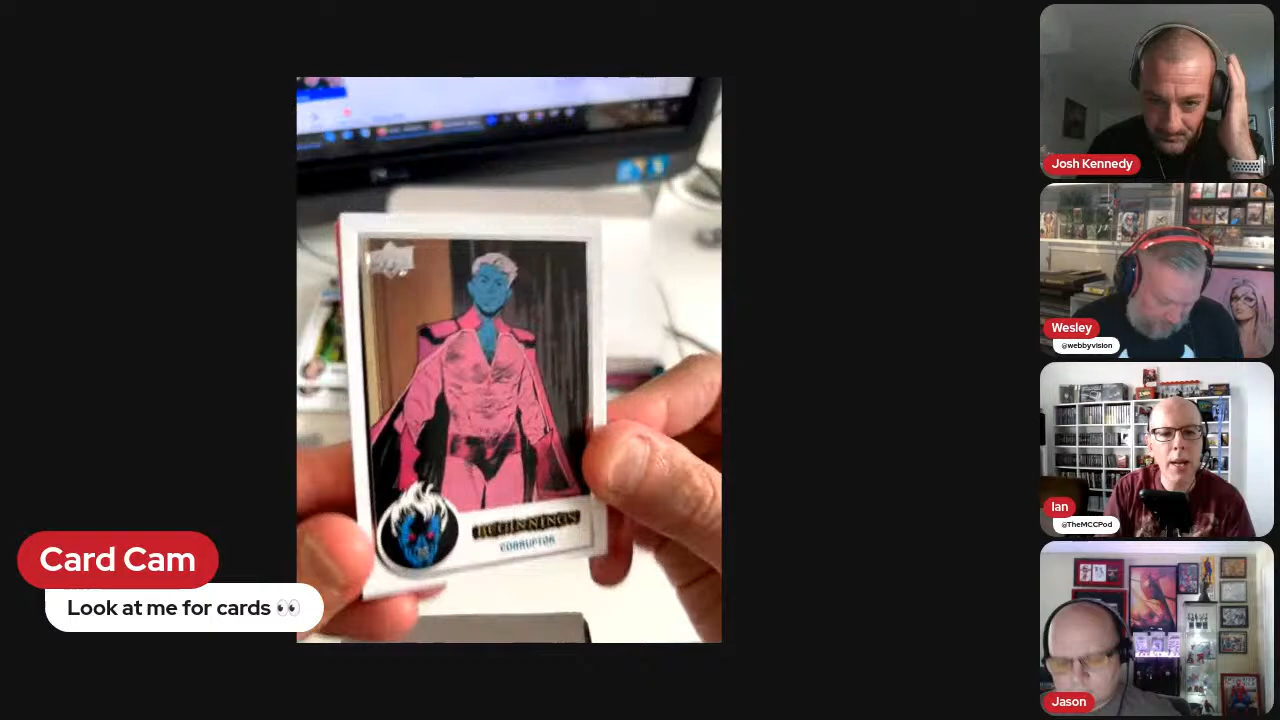 BEGINNINGS
CORRUPTOR
Card Cam
Look at me for cards 👀
Josh Kennedy
Wesley
@webbyvision
Ian
@TheMCCPod
Jason